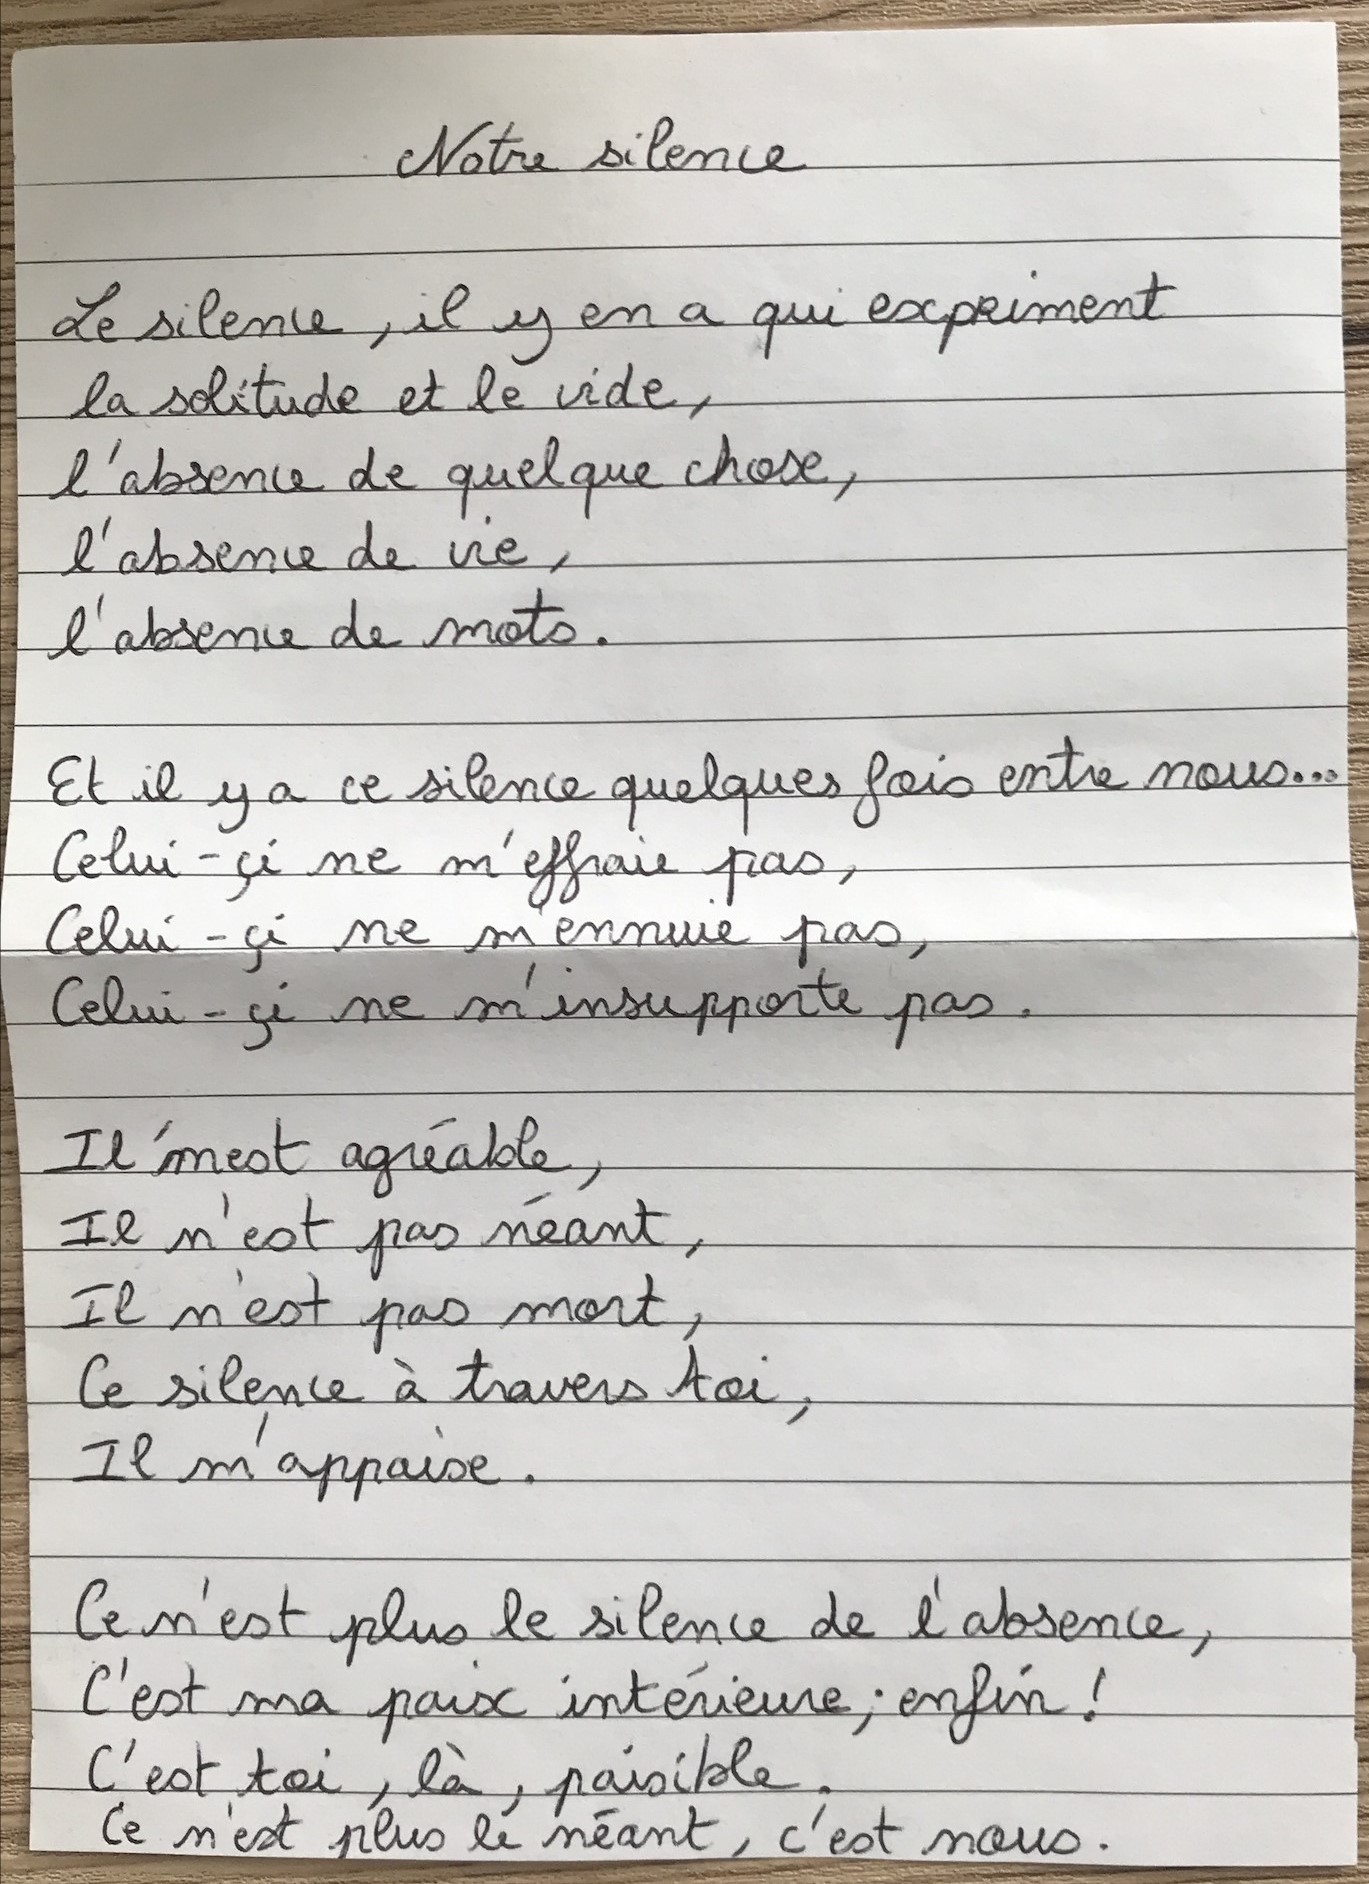 Notre silence
Le silence, il y en a qui expriment
la solitude et le vide,
l'absence de quelque chose,
l'absence de vie,
l'absence de mots.
Et il y a ce silence quelques fois entre nous...
Celui-çi ne m'effraie pas,
Celui-çi ne m'ennuie pas,
Celui-çi ne m'insupporte pas.
Il m'est agréable,
Il n'est pas néant,
Il n'est pas mort,
Ce silence à travers toi,
Il m'appaise.
Ce n'est plus le silence de l'absence,
C'est ma paix intérieure; enfin!
C'est toi, là, paisible.
Ce n'est plus le néant, c'est nous.